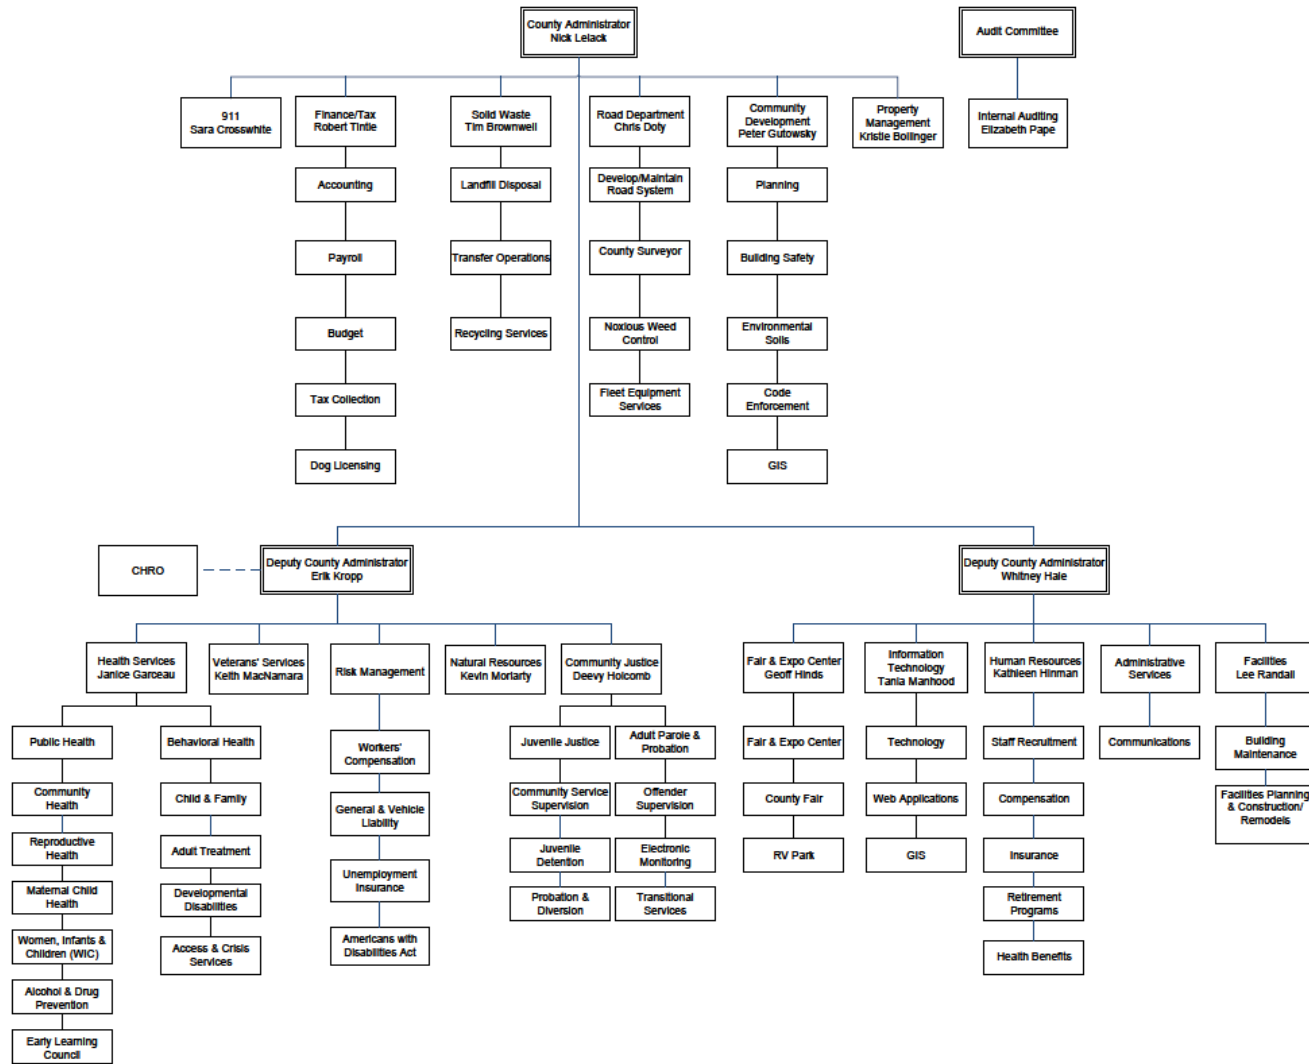 County Administrator
Nick Lelack
Audit Committee
911
Sara Crosswhite
Finance/Tax
Robert Tintle
Solid Waste
Tim Brownell
Road Department
Chris Doty
Community
Development
Peter Gutowsky
Property
Management
Kristie Bollinger
Internal Auditing
Elizabeth Pape
Accounting
Landfill Disposal
Develop/Maintain
Road System
Planning
Payroll
Transfer Operations
County Surveyor
Building Safety
Budget
Recycling Services
Noxious Weed
Control
Environmental
Soils
Tax Collection
Fleet Equipment
Services
Code
Enforcement
Dog Licensing
GIS
CHRO
Deputy County Administrator
Erik Kropp
Deputy County Administrator
Whitney Hale
Health Services
Janice Garceau
Veterans' Services
Keith MacNamara
Risk Management
Natural Resources
Kevin Moriarty
Community Justice
Deevy Holcomb
Fair & Expo Center
Geoff Hinds
Information
Technology
Tania Mahood
Human Resources
Kathleen Hinman
Administrative
Services
Facilities
Lee Randall
Public Health
Behavioral Health
Workers'
Compensation
Juvenile Justice
Adult Parole &
Probation
Fair & Expo Center
Technology
Staff Recruitment
Communications
Building
Maintenance
Community
Health
Child & Family
General & Vehicle
Liability
Community Service
Supervision
Offender
Supervision
County Fair
Web Applications
Compensation
Facilities Planning
& Construction/
Remodels
Reproductive
Health
Adult Treatment
Unemployment
Insurance
Juvenile
Detention
Electronic
Monitoring
RV Park
GIS
Insurance
Maternal Child
Health
Developmental
Disabilities
Probation &
Diversion
Transitional
Services
Retirement
Programs
Women, Infants &
Children (WIC)
Access & Crisis
Services
Americans with
Disabilities Act
Health Benefits
Alcohol & Drug
Prevention
Early Learning
Council